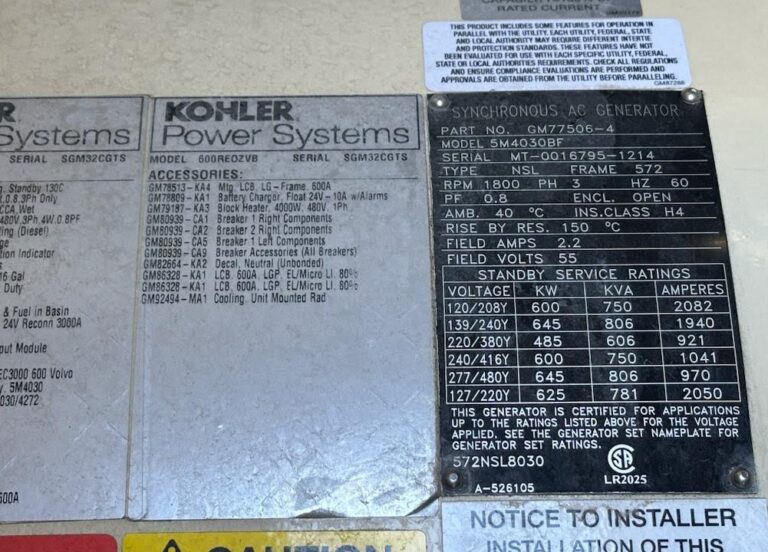 RATED CURRENT
THIS PRODUCT INCLUDES SOME FEATURES FOR OPERATION IN
PARALLEL WITH THE UTILITY. EACH UTILITY, FEDERAL, STATE
AND LOCAL AUTHORITY MAY REQUIRE DIFFERENT INTERTIE
AND PROTECTION STANDARDS. THESE FEATURES HAVE NOT
BEEN EVALUATED FOR USE WITH EACH SPECIFIC UTILITY, FEDERAL,
STATE OR LOCAL AUTHORITIES REQUIREMENTS. CHECK ALL REGULATIONS
AND ENSURE COMPLIANCE EVALUATIONS ARE PERFORMED AND
APPROVALS ARE OBTAINED FROM THE UTILITY BEFORE PARALLELING.
R
Systems
SERIAL SGM32CGTS
g, Standby 130C
0.8,3Ph Only
CCA,Wet
480V,3Ph,4W,0.8PF
ing (Diesel)
ge
tion Indicator
16-Gal
Duty
& Fuel in Basin
24V Reconn 3000A
out Module
EC3000 600 Volvo
y, 5M4030
030/4272
600A
KOHLER
Power Systems
MODEL 600REOZVB SERIAL SGM32CGTS
ACCESSORIES:
GM78513-KA4 Mtg, LCB, LG-Frame, 600A
GM78809-KA1 Battery Charger, Float 24V-10A w/Alarms
GM79187-KA3 Block Heater, 4000W, 480V, 1Ph
GM80939-CA1 Breaker 1 Right Components
GM80939-CA2 Breaker 2 Right Components
GM80939-CA5 Breaker 1 Left Components
GM80939-CA9 Breaker Accessories (All Breakers)
GM82664-KA2 Decal, Neutral (Unbonded)
GM86328-KA1 LCB, 600A, LGP, EL/Micro LI, 80%
GM86328-KA1 LCB, 600A, LGP, EL/Micro LI, 80%
GM92494-MA1 Cooling, Unit Mounted Rad
SYNCHRONOUS AC GENERATOR
PART NO. GM77506-4
MODEL 5M4030BF
SERIAL MT-0016795-1214
TYPE NSL FRAME 572
RPM 1800 PH 3 HZ 60
PF 0.8 ENCL. OPEN
AMB. 40 °C INS.CLASS H4
RISE BY RES. 150 °C
FIELD AMPS 2.2
FIELD VOLTS 55
STANDBY SERVICE RATINGS
VOLTAGE KW KVA AMPERES
120/208Y 600 750 2082
139/240Y 645 806 1940
220/380Y 485 606 921
240/416Y 600 750 1041
277/480Y 645 806 970
127/220Y 625 781 2050
THIS GENERATOR IS CERTIFIED FOR APPLICATIONS
UP TO THE RATINGS LISTED ABOVE FOR THE VOLTAGE
APPLIED. SEE THE GENERATOR SET NAMEPLATE FOR
GENERATOR SET RATINGS.
572NSL8030
SA
LR2025
A-526105
CAUTION
NOTICE TO INSTALLER
INSTALLATION OF THIS